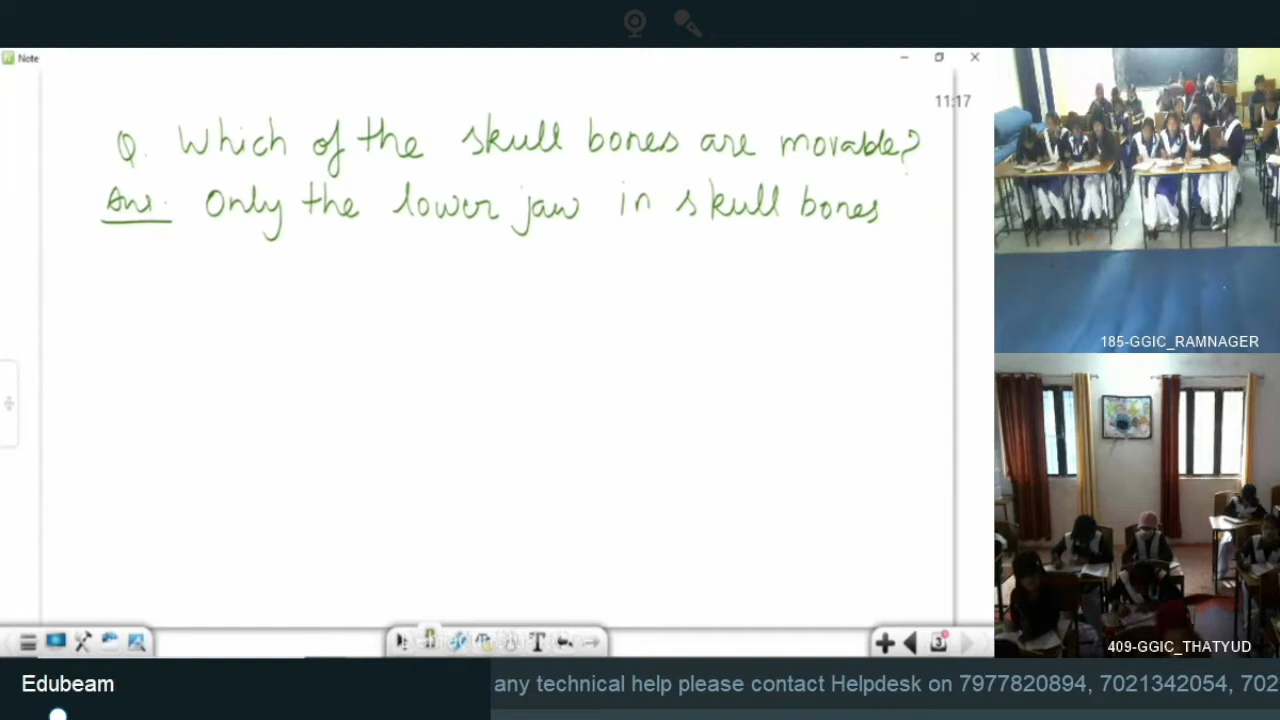 Note
11:17
Q. Which of the skull bones are movable?
Ans. Only the lower jaw in skull bones
185-GGIC_RAMNAGER
409-GGIC_THATYUD
T
3
Edubeam
any technical help please contact Helpdesk on 7977820894, 7021342054, 702